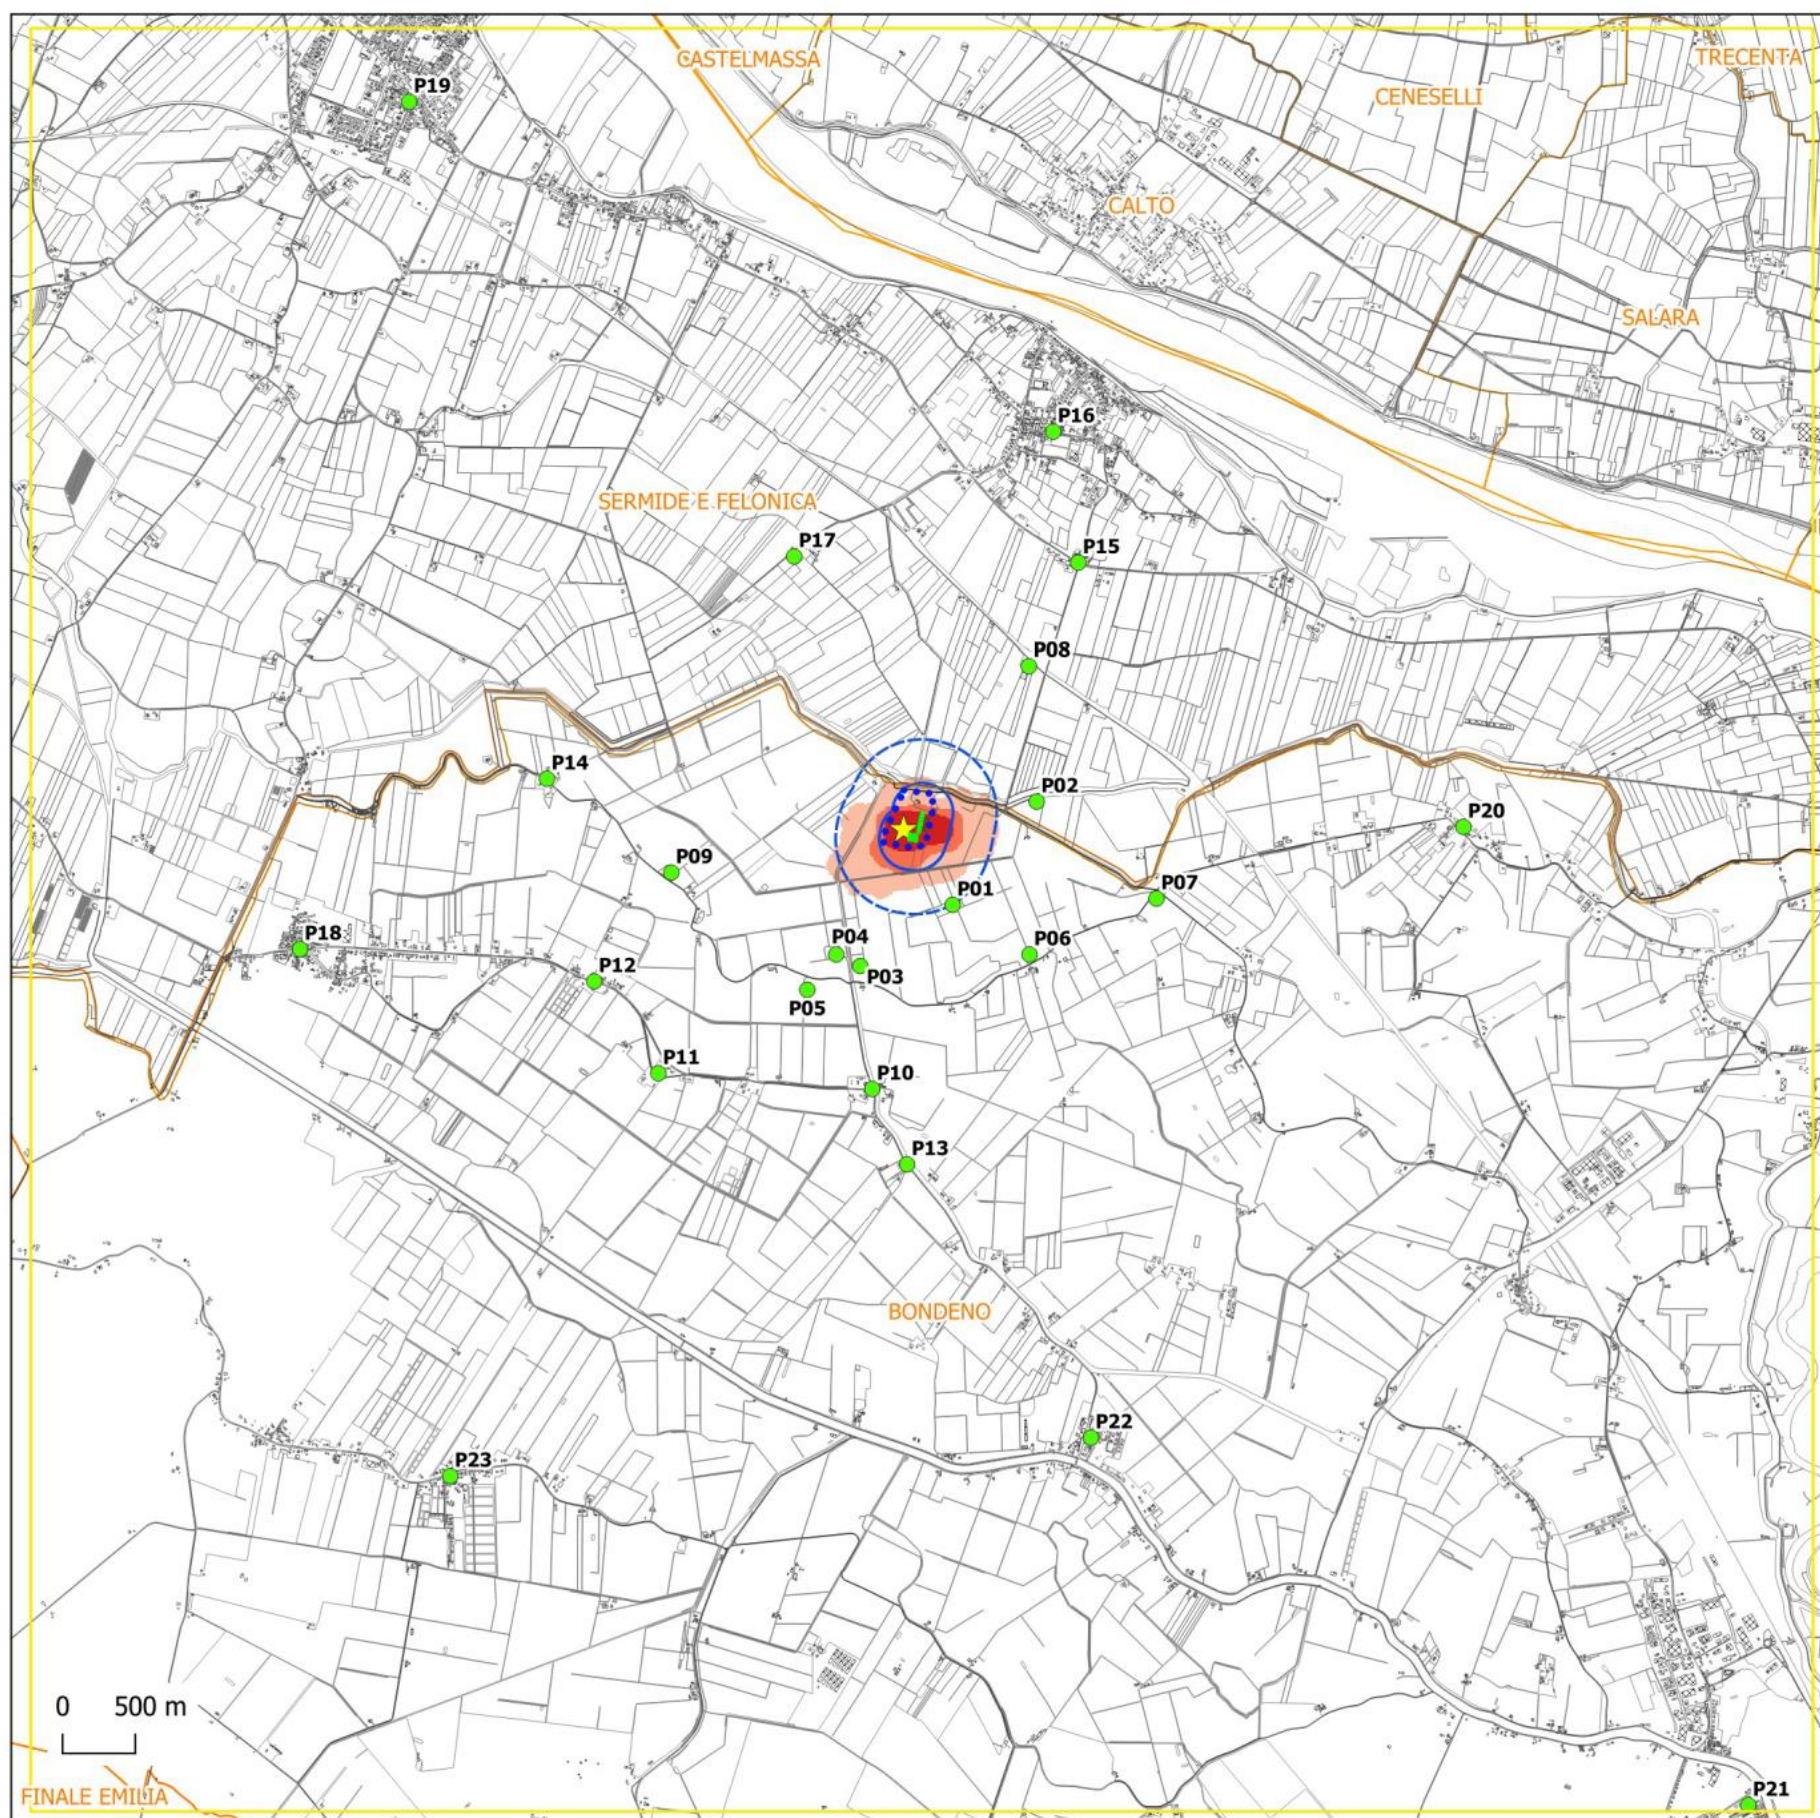 CASTELMASSA
TRECENTA
P19
CENESELLI
CALTO
SALARA
P16
SERMIDE E FELONICA
P17
P15
P08
P14
P02
P20
P09
P07
P01
P18
P04
P06
P12
P03
P05
P11
P10
P13
BONDENO
P22
P23
0 500 m
FINALE EMILIA
P21